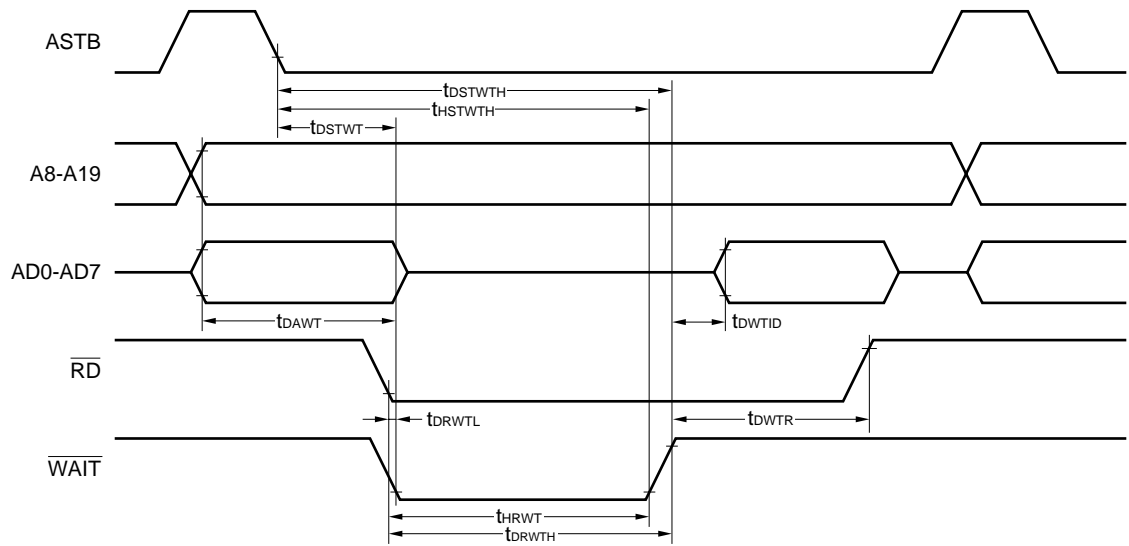 ASTB
tDSTWTH
tHSTWTH
tDSTWT
A8-A19
AD0-AD7
tDAWT
tDWTID
RD
tDRWTL
tDWTR
WAIT
tHRWT
tDRWTH